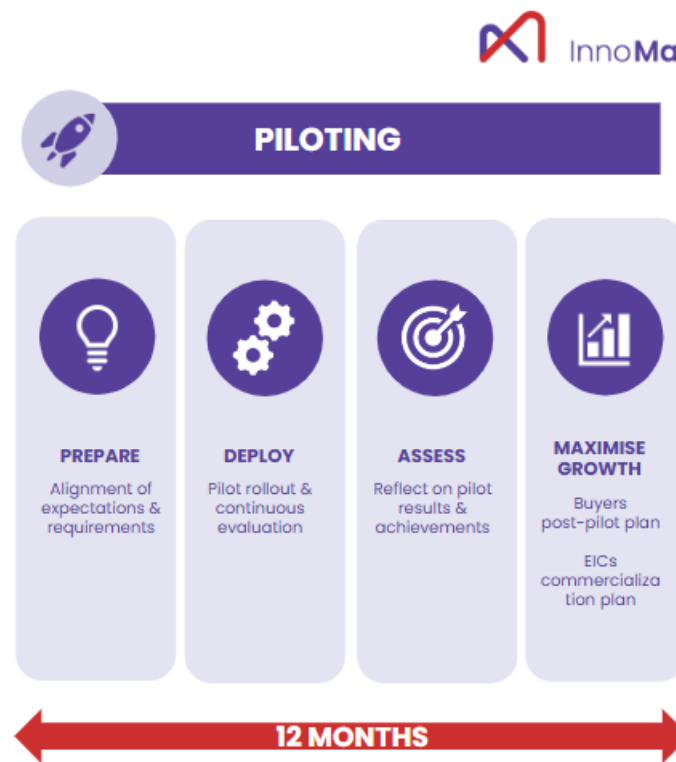 InnoMa
PILOTING
PREPARE
Alignment of
expectations &
requirements
DEPLOY
Pilot rollout &
continuous
evaluation
ASSESS
Reflect on pilot
results &
achievements
MAXIMISE
GROWTH
Buyers
post-pilot plan
EICs
commercializa
tion plan
12 MONTHS